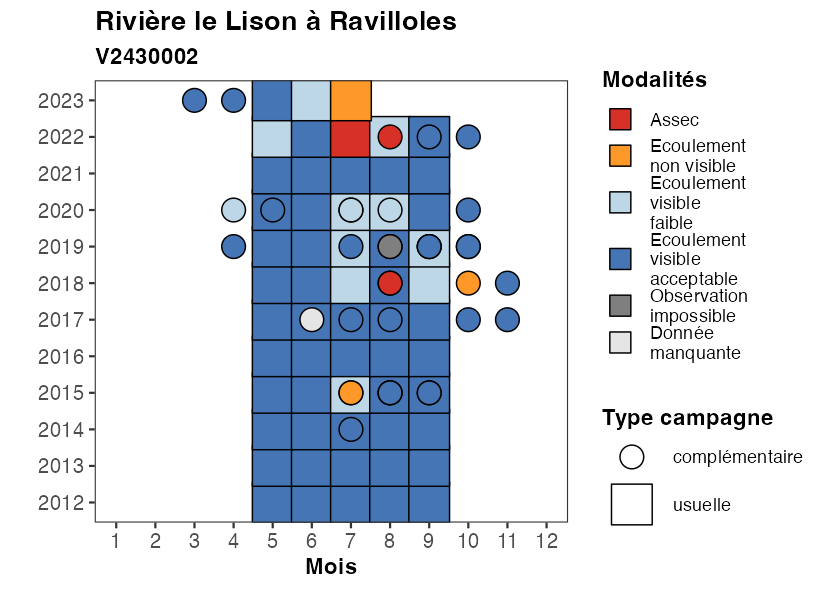 Rivière le Lison à Ravilloles
V2430002
2023
2022
2021
2020
2019
2018
2017
2016
2015
2014
2013
2012
1 2 3 4 5 6 7 8 9 10 11 12
Mois
Modalités
Assec
Ecoulement
non visible
Ecoulement
visible
faible
Ecoulement
visible
acceptable
Observation
impossible
Donnée
manquante
Type campagne
complémentaire
usuelle